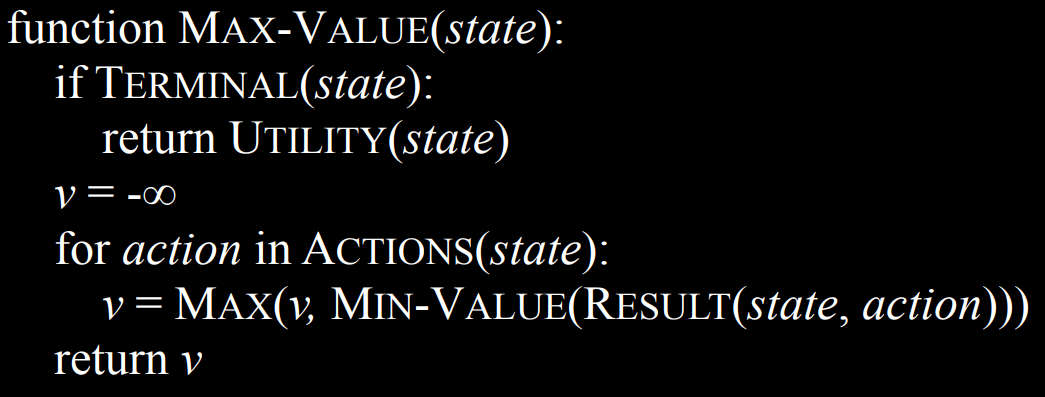 function MAX-VALUE(state):
if TERMINAL(state):
return UTILITY(state)
v = -∞
for action in ACTIONS(state):
v = MAX(v, MIN-VALUE(RESULT(state, action)))
return v